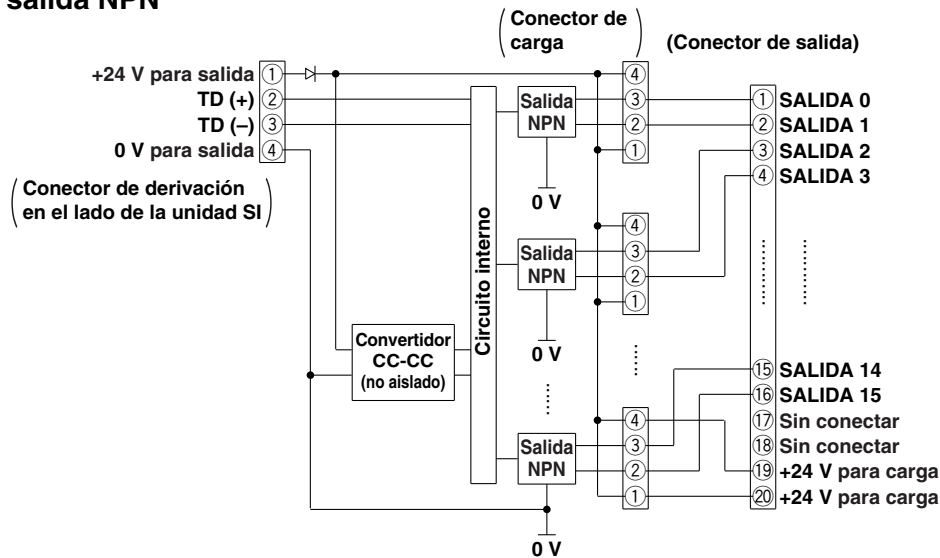 salida NPN
Conector de
carga
(Conector de salida)
+24 V para salida ①
TD (+) ②
TD (–) ③
0 V para salida ④
(Conector de derivación
en el lado de la unidad SI)
Convertidor
CC-CC
(no aislado)
Circuito interno
Salida
NPN
0 V
Salida
NPN
0 V
Salida
NPN
0 V
④
③
②
①
④
③
②
①
④
③
②
①
① SALIDA 0
② SALIDA 1
③ SALIDA 2
④ SALIDA 3
⑮ SALIDA 14
⑯ SALIDA 15
⑰ Sin conectar
⑱ Sin conectar
⑲ +24 V para carga
⑳ +24 V para carga